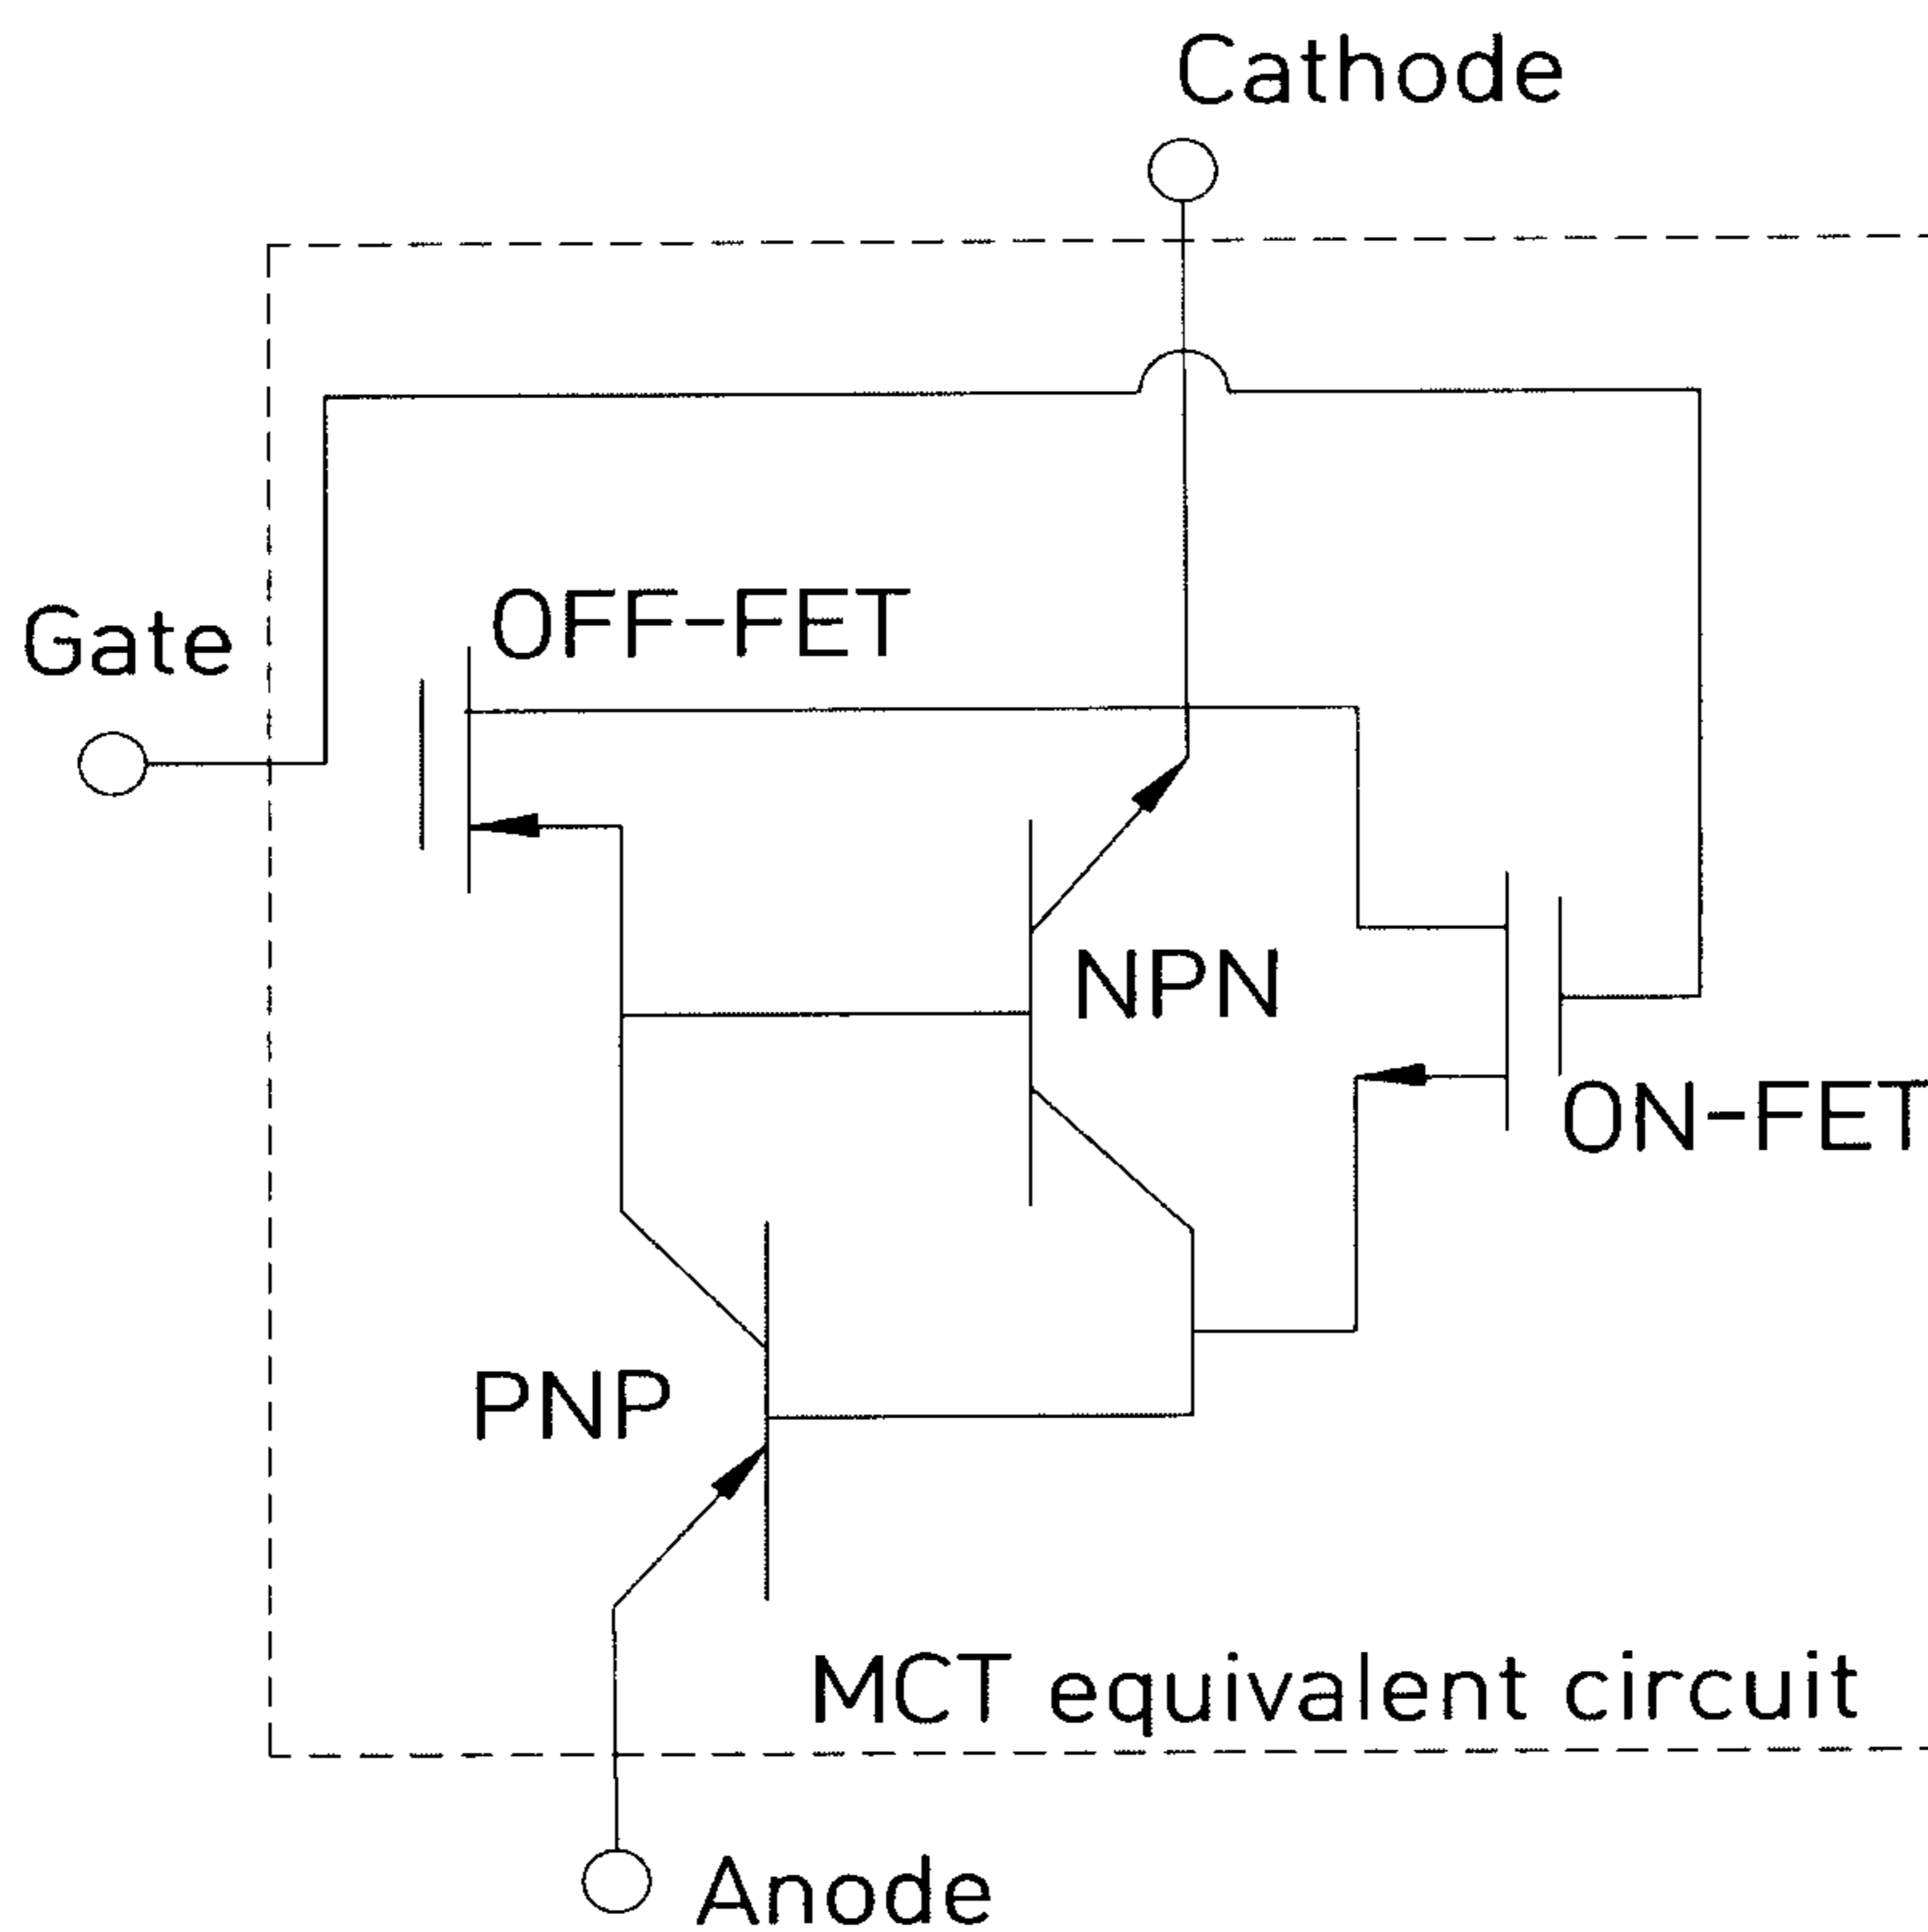 Cathode
Gate
OFF-FET
NPN
ON-FET
PNP
MCT equivalent circuit
Anode